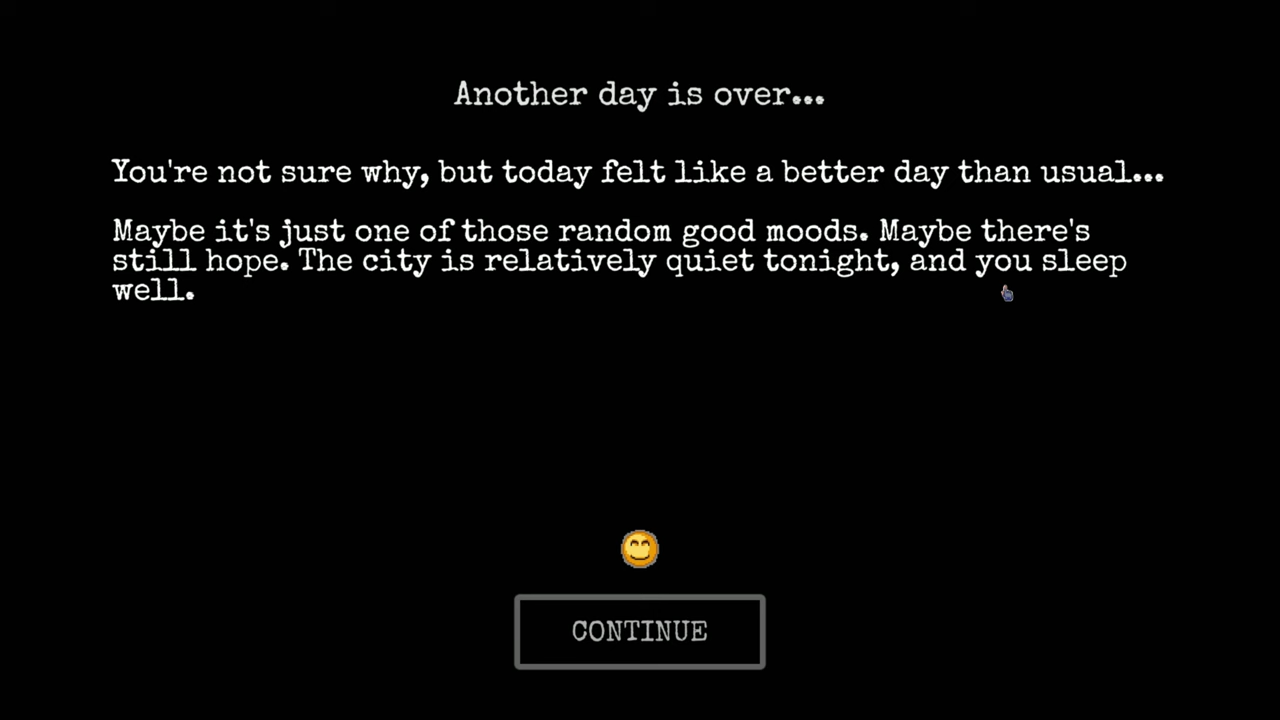 Another day is over...
You're not sure why, but today felt like a better day than usual...
Maybe it's just one of those random good moods. Maybe there's
still hope. The city is relatively quiet tonight, and you sleep
well.
CONTINUE